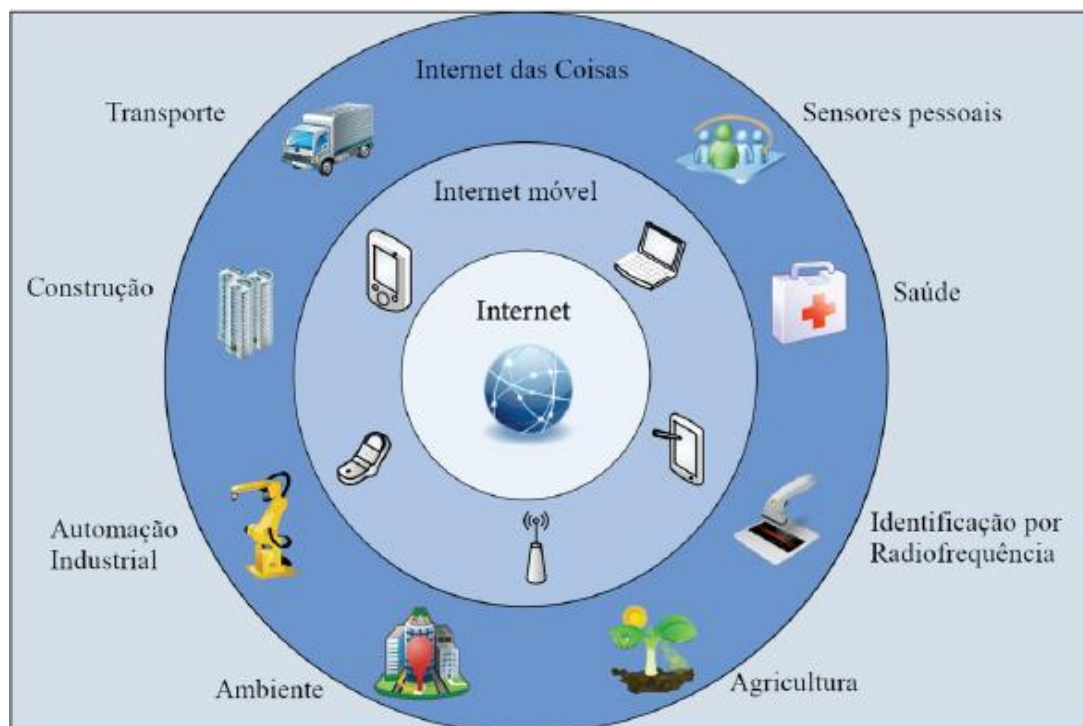 Internet das Coisas
Transporte
Sensores pessoais
Internet móvel
Construção
Internet
Saúde
Automação
Industrial
Identificação por
Radiofrequência
Ambiente
Agricultura